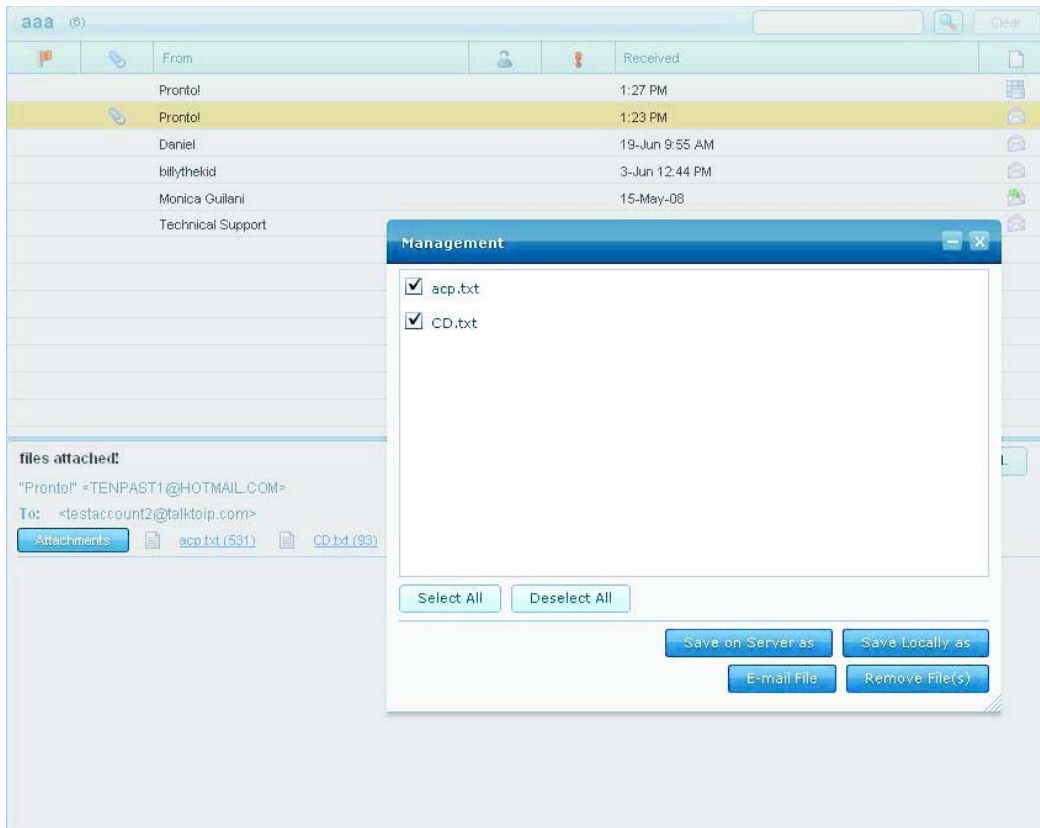 aaa (6) Clear
From Received
Pronto! 1:27 PM
Pronto! 1:23 PM
Daniel 19-Jun 9:55 AM
billythekid 3-Jun 12:44 PM
Monica Guilani 15-May-08
Technical Support
Management
acp.txt
CD.txt
files attached!
"Pronto!" <TENPAST1@HOTMAIL.COM>
To: <testaccount2@talktoip.com>
Attachments acp.txt (531) CD.txt (93)
Select All Deselect All
Save on Server as Save Locally as
E-mail File Remove File(s)